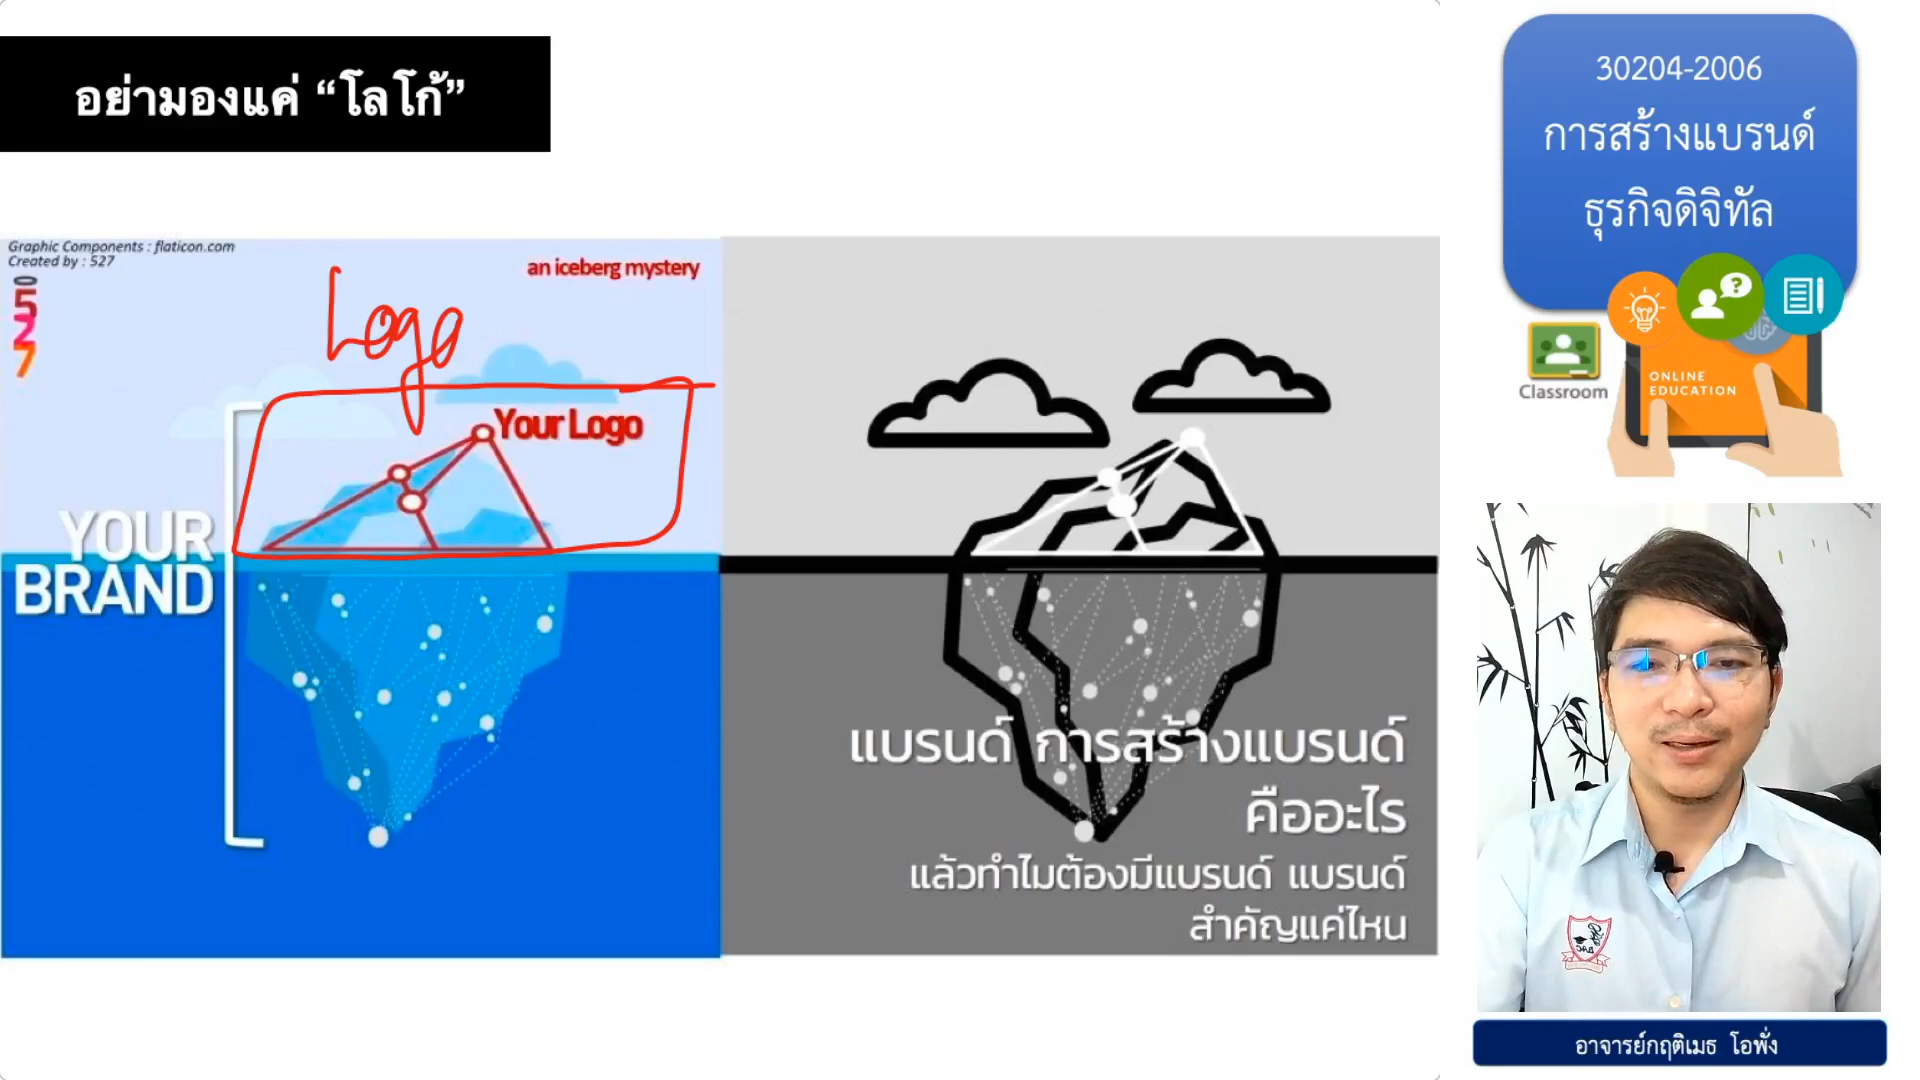 อย่ามองแค่ “โลโก้”
Graphic Components : flaticon.com
Created by : 527
0
5
2
7
an iceberg mystery
Logo
Your Logo
YOUR
BRAND
แบรนด์ การสร้างแบรนด์
คืออะไร
แล้วทำไมต้องมีแบรนด์ แบรนด์
สำคัญแค่ไหน
30204-2006
การสร้างแบรนด์
ธุรกิจดิจิทัล
?
Classroom
ONLINE
EDUCATION
อาจารย์กฤติเมธ โอพั่ง